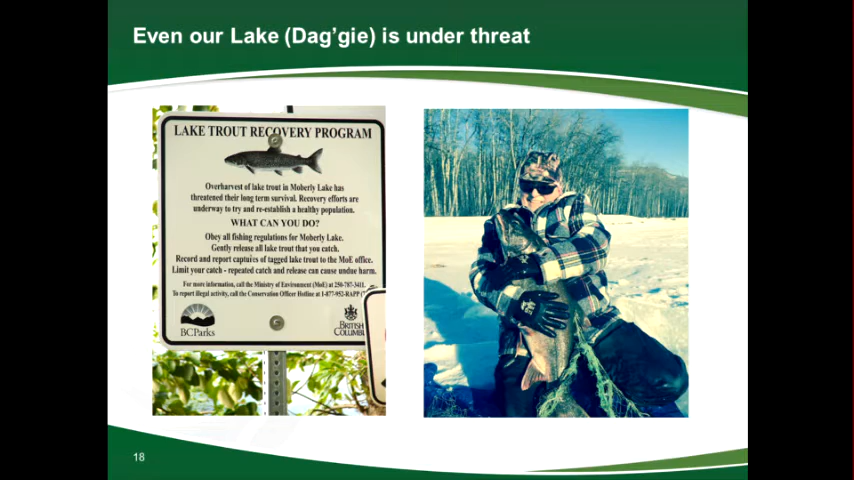 Even our Lake (Dag’gie) is under threat
LAKE TROUT RECOVERY PROGRAM
Overharvest of lake trout in Moberly Lake has
threatened their long term survival. Recovery efforts are
underway to try and re-establish a healthy population.
WHAT CAN YOU DO?
Obey all fishing regulations for Moberly Lake.
Gently release all lake trout that you catch.
Record and report captures of tagged lake trout to the MoE office.
Limit your catch - repeated catch and release can cause undue harm.
For more information, call the Ministry of Environment (MoE) at 250-787-3411.
To report illegal activity, call the Conservation Officer Hotline at 1-877-952-RAPP
BCParks
BRITISH
COLUMB
18